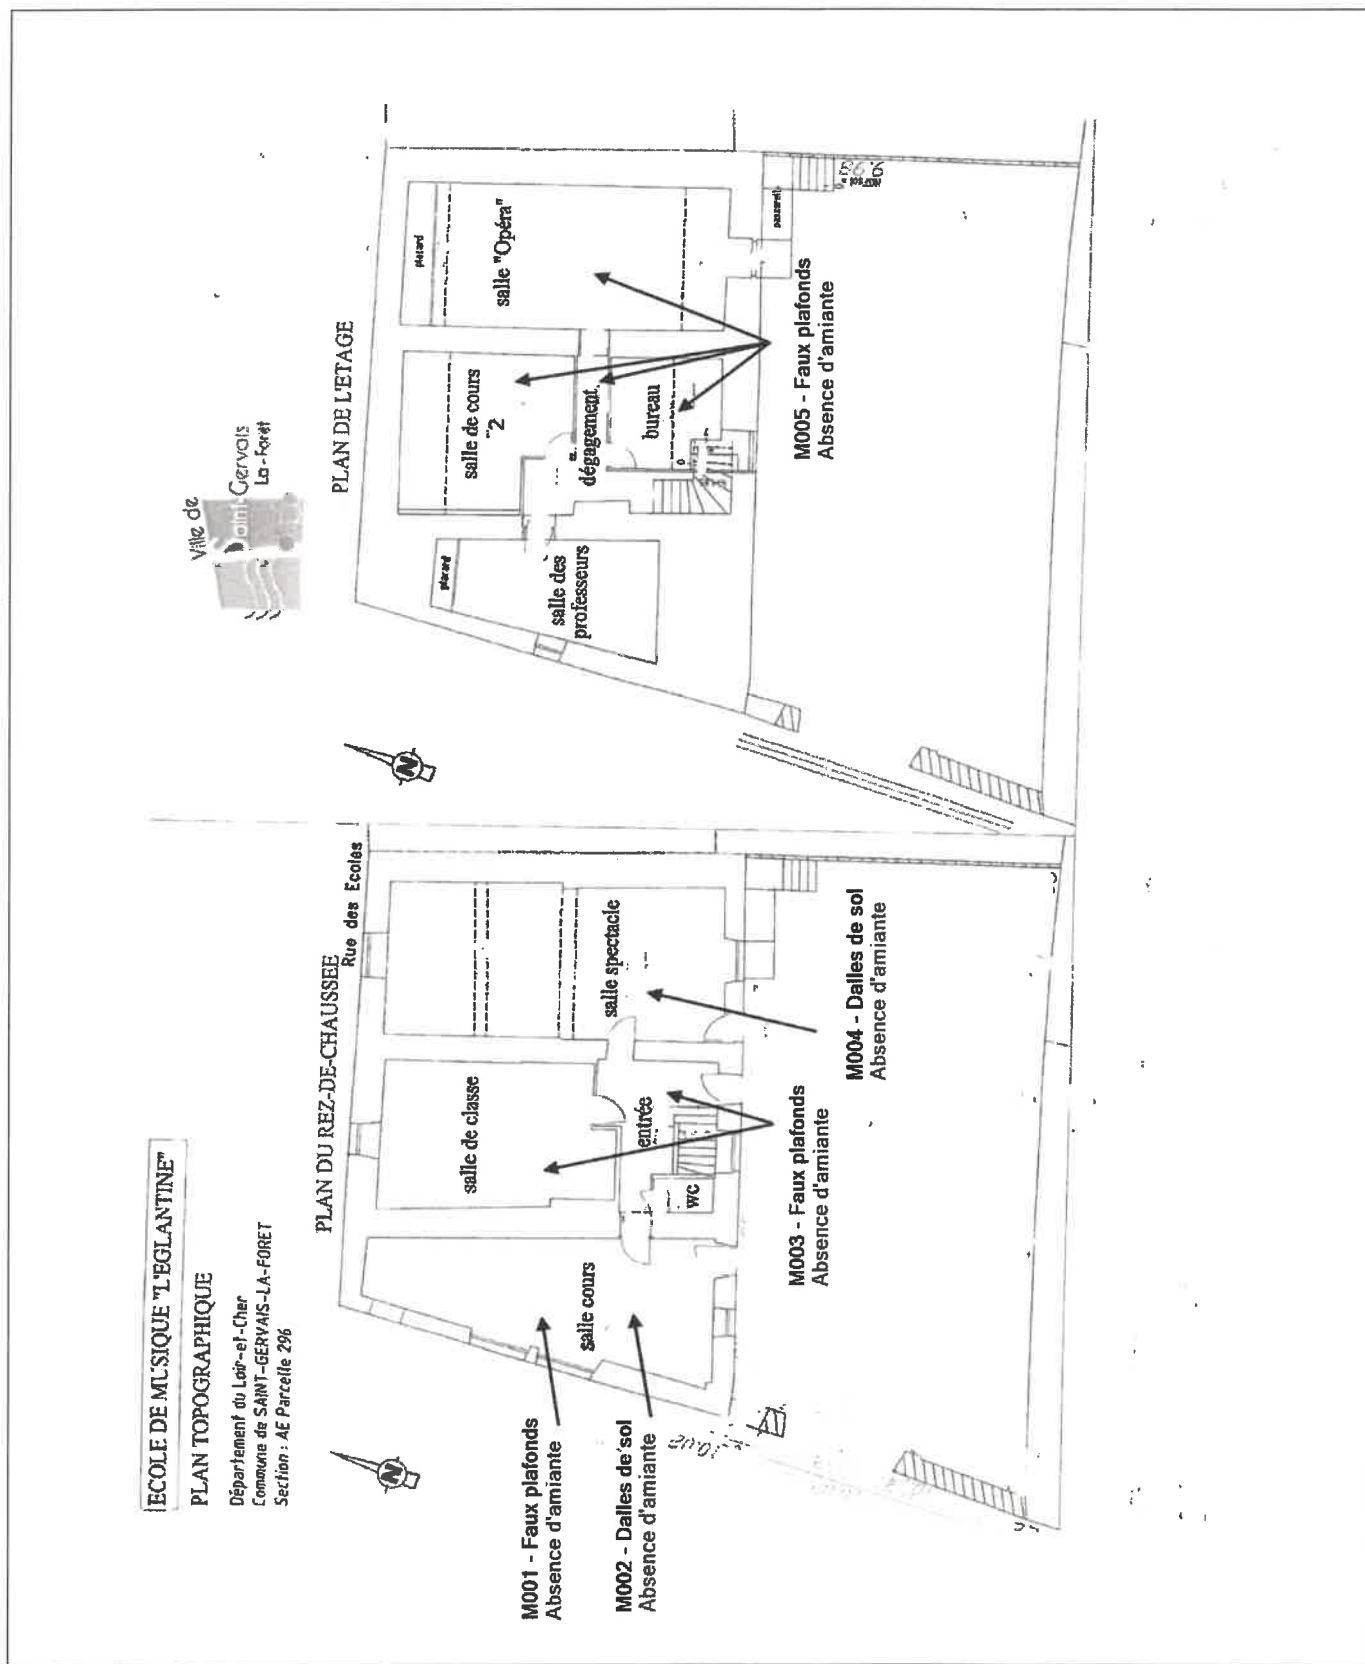 ECOLE DE MUSIQUE "L'EGLANTINE"
PLAN TOPOGRAPHIQUE
Département du Loir-et-Cher
Commune de SAINT-GERVAIS-LA-FORET
Section : AE Parcelle 296
PLAN DU REZ-DE-CHAUSSEE
Rue des Ecoles
N
salle de classe
salle spectacle
salle cours
entrée
WC
M001 - Faux plafonds
Absence d'amiante
M002 - Dalles de sol
Absence d'amiante
M003 - Faux plafonds
Absence d'amiante
M004 - Dalles de sol
Absence d'amiante
Ville de
Saint-Gervais
La-Forêt
PLAN DE L'ETAGE
N
placard
salle "Opéra"
salle de cours
2
dégagement
bureau
placard
salle des
professeurs
M005 - Faux plafonds
Absence d'amiante